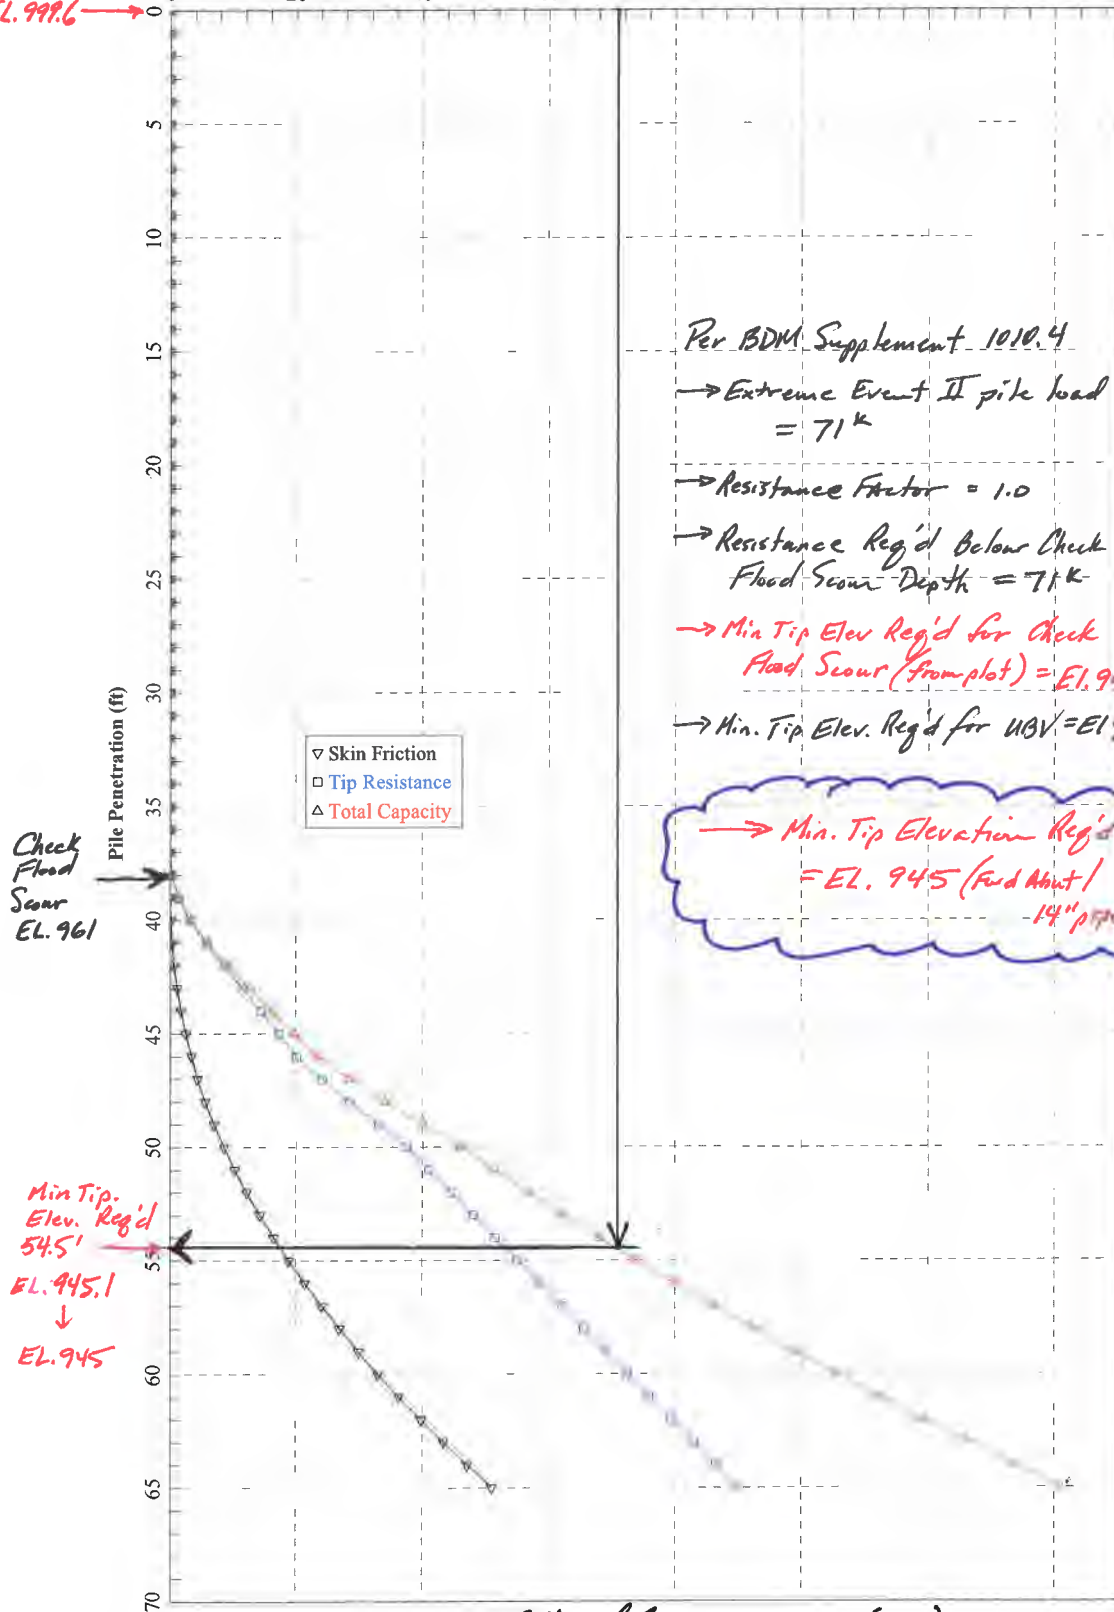 EL. 999.6
0
5
10
15
20
25
30
35
40
45
50
55
60
65
70
Pile Penetration (ft)
Per BDM Supplement 1010.4
→ Extreme Event II pile load
= 71ᵏ
→ Resistance Factor = 1.0
→ Resistance Req'd Below Check
Flood Scour Depth = 71ᵏ
→ Min Tip Elev Req'd for Check
Flood Scour (from plot) = El. 9
→ Min. Tip Elev. Req'd for UBV = El
▽ Skin Friction
□ Tip Resistance
△ Total Capacity
→ Min. Tip Elevation Req'd
= EL. 945 (Fwd Abut/
14"
Check
Flood
Scour
EL. 961
Min Tip.
Elev. Req'd
54.5'
EL. 945.1
↓
EL. 945